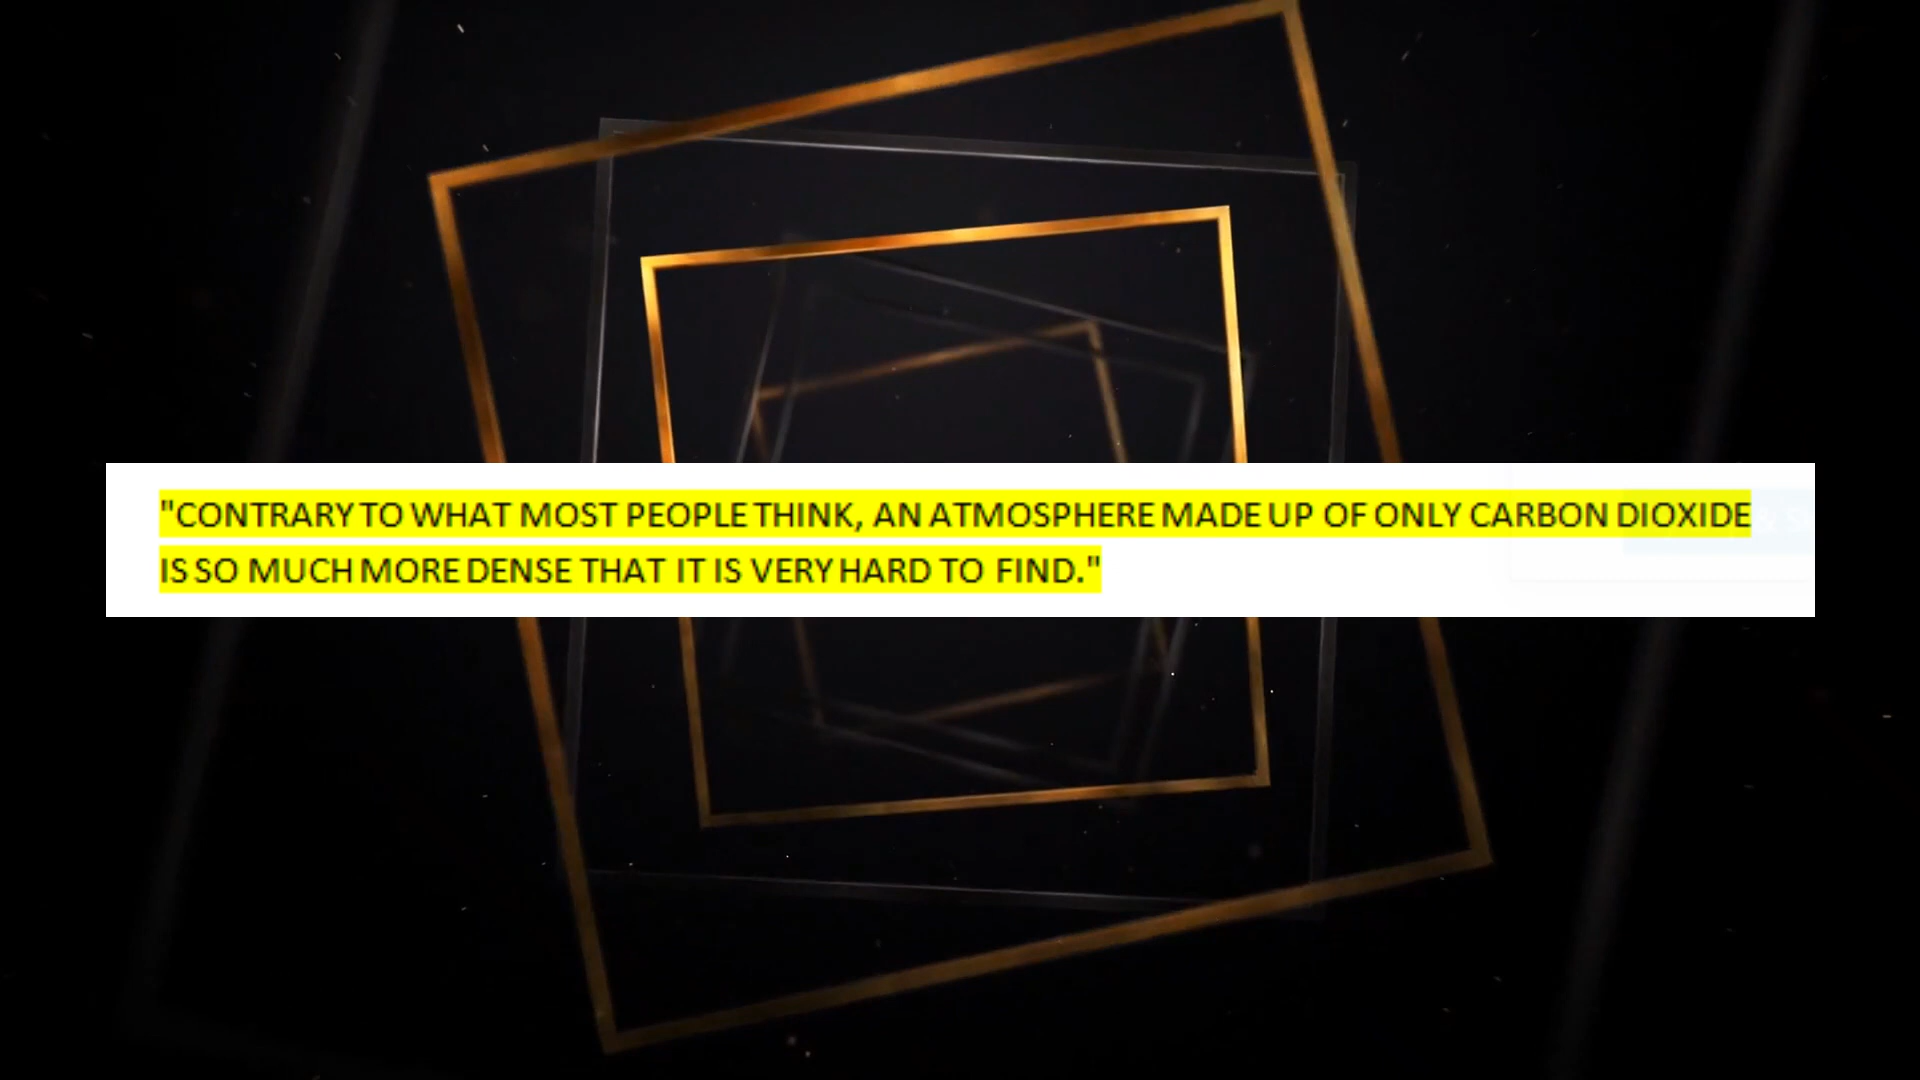 "CONTRARY TO WHAT MOST PEOPLE THINK, AN ATMOSPHERE MADE UP OF ONLY CARBON DIOXIDE
IS SO MUCH MORE DENSE THAT IT IS VERY HARD TO FIND."